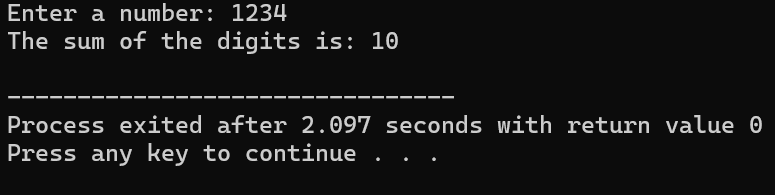 Enter a number: 1234
The sum of the digits is: 10
--------------------------------
Process exited after 2.097 seconds with return value 0
Press any key to continue . . .